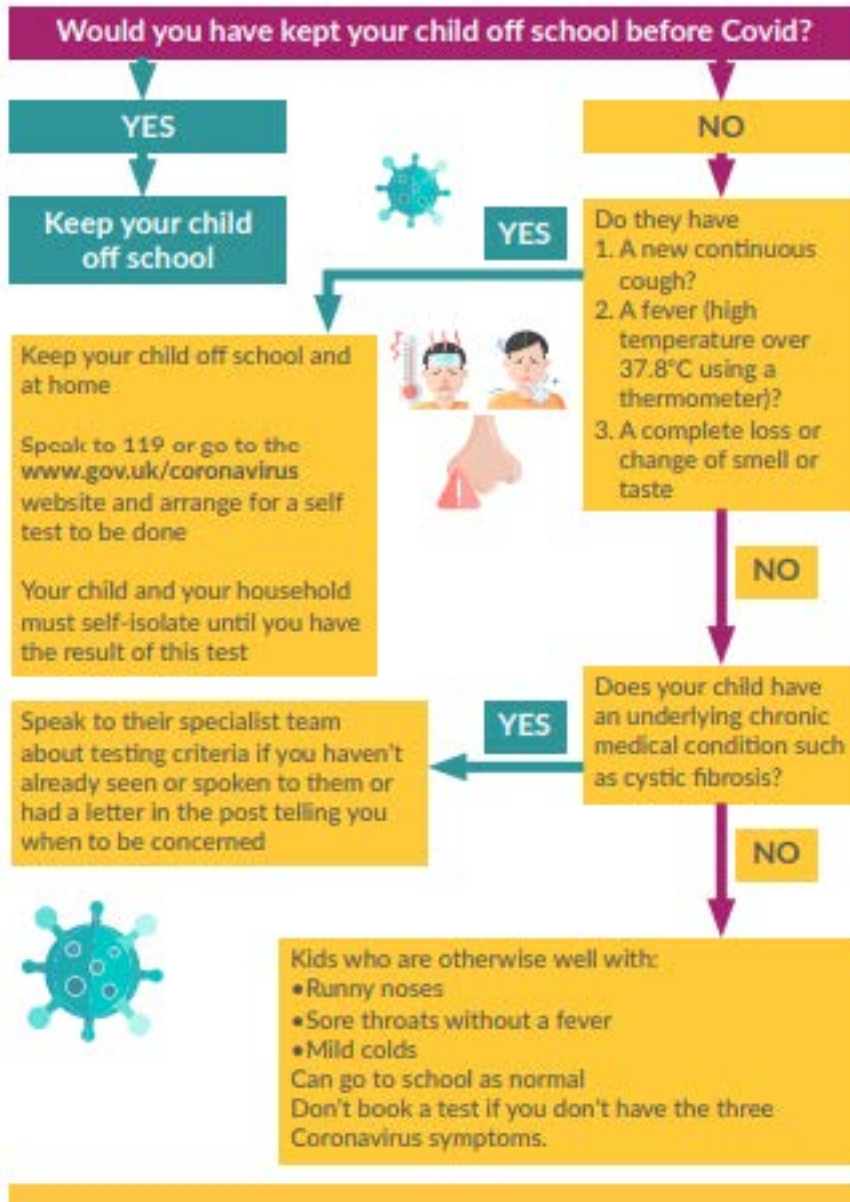 Would you have kept your child off school before Covid?
YES
NO
Keep your child
off school
YES
Do they have
1. A new continuous
cough?
2. A fever (high
temperature over
37.8°C using a
thermometer)?
3. A complete loss or
change of smell or
taste
Keep your child off school and
at home
Speak to 119 or go to the
www.gov.uk/coronavirus
website and arrange for a self
test to be done
Your child and your household
must self-isolate until you have
the result of this test
NO
Does your child have
an underlying chronic
medical condition such
as cystic fibrosis?
YES
Speak to their specialist team
about testing criteria if you haven't
already seen or spoken to them or
had a letter in the post telling you
when to be concerned
NO
Kids who are otherwise well with:
•Runny noses
•Sore throats without a fever
•Mild colds
Can go to school as normal
Don't book a test if you don't have the three
Coronavirus symptoms.